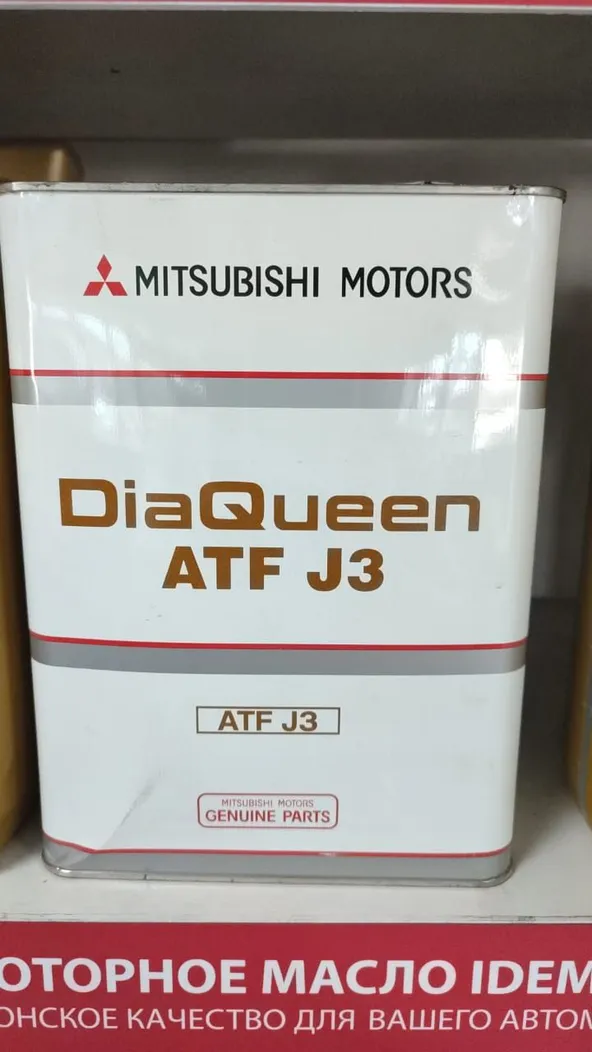 MITSUBISHI MOTORS
DiaQueen
ATF J3
ATF J3
MITSUBISHI MOTORS
GENUINE PARTS
ОТОРНОЕ МАСЛО IDEM
ОНСКОЕ КАЧЕСТВО ДЛЯ ВАШЕГО АВТОМ